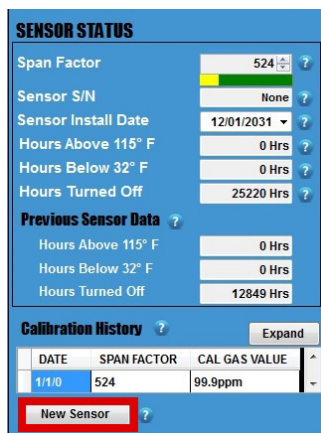 SENSOR STATUS
Span Factor 524 ?
Sensor S/N None ?
Sensor Install Date 12/01/2031 ?
Hours Above 115° F 0 Hrs ?
Hours Below 32° F 0 Hrs ?
Hours Turned Off 25220 Hrs ?
Previous Sensor Data ?
Hours Above 115° F 0 Hrs
Hours Below 32° F 0 Hrs
Hours Turned Off 12849 Hrs
Calibration History ? Expand
DATE SPAN FACTOR CAL GAS VALUE
1/1/0 524 99.9ppm
New Sensor ?